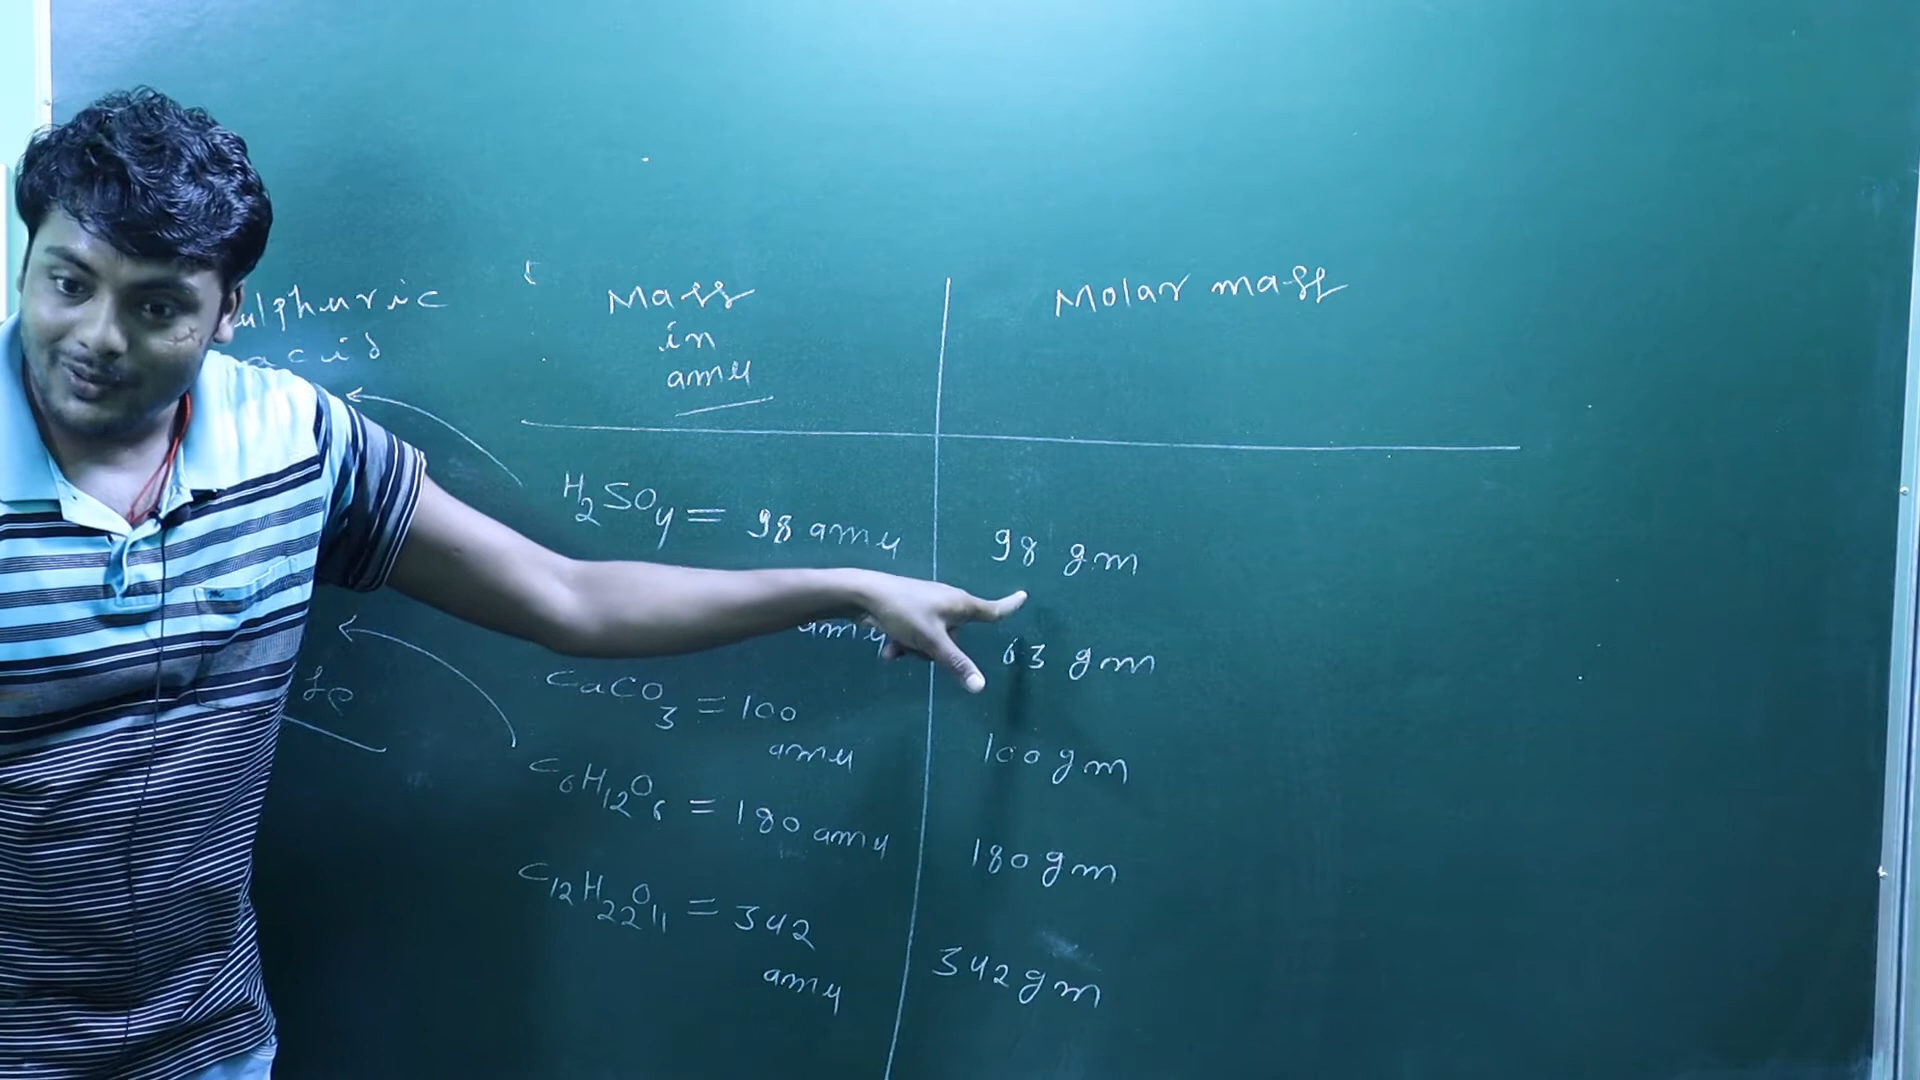 ulphuric
acid
Mass
in
amu
Molar mass
H2SO4 = 98 amu
98 gm
amu
63 gm
CaCO3 = 100
amu
100 gm
C6H12O6 = 180 amu
180 gm
C12H22O11 = 342
amu
342 gm